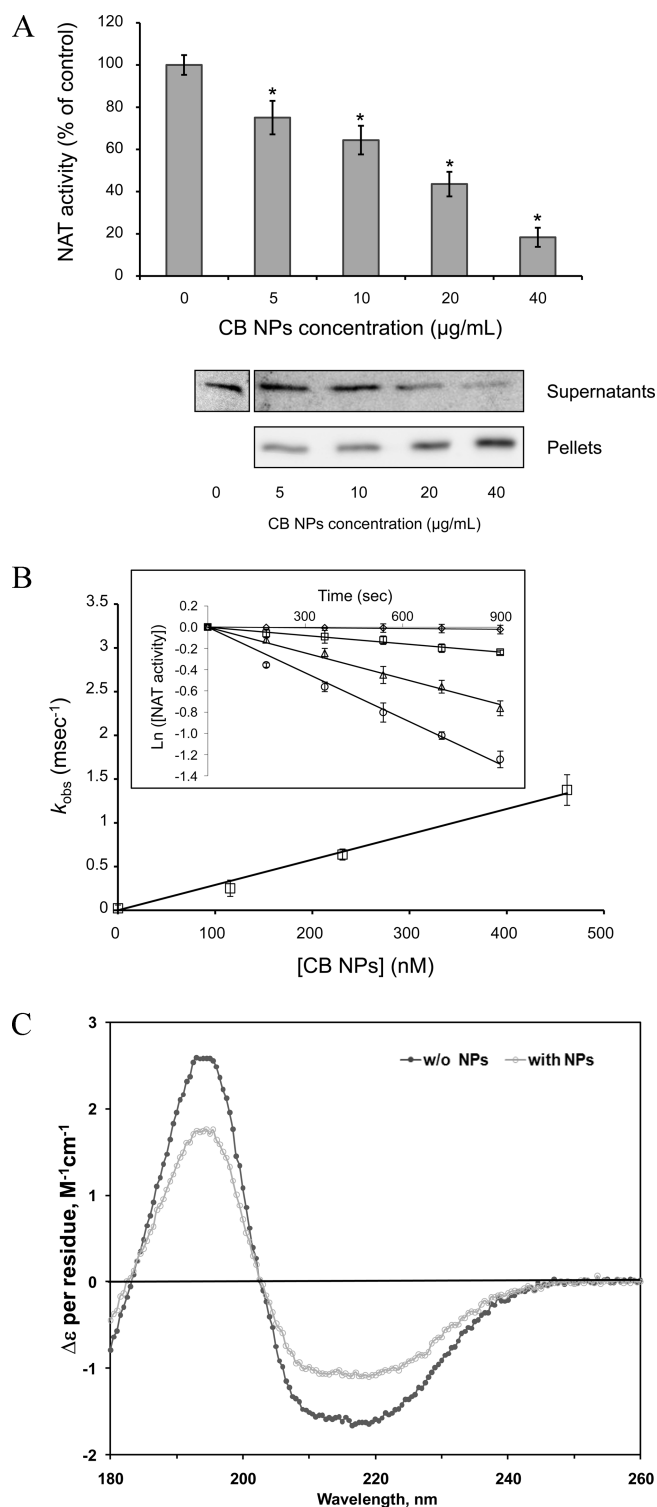 A
NAT activity (% of control)
120
100
80
60
40
20
0
* * * *
0 5 10 20 40
CB NPs concentration (µg/mL)
Supernatants
Pellets
0 5 10 20 40
CB NPs concentration (µg/mL)
B
k_obs (msec⁻¹)
3.5
3
2.5
2
1.5
1
0.5
0
Time (sec)
300 600 900
Ln ([NAT activity])
0.2
0.0
-0.2
-0.4
-0.6
-0.8
-1.0
-1.2
-1.4
0 100 200 300 400 500
[CB NPs] (nM)
C
Δε per residue, M⁻¹cm⁻¹
3
2
1
0
-1
-2
w/o NPs with NPs
180 200 220 240 260
Wavelength, nm